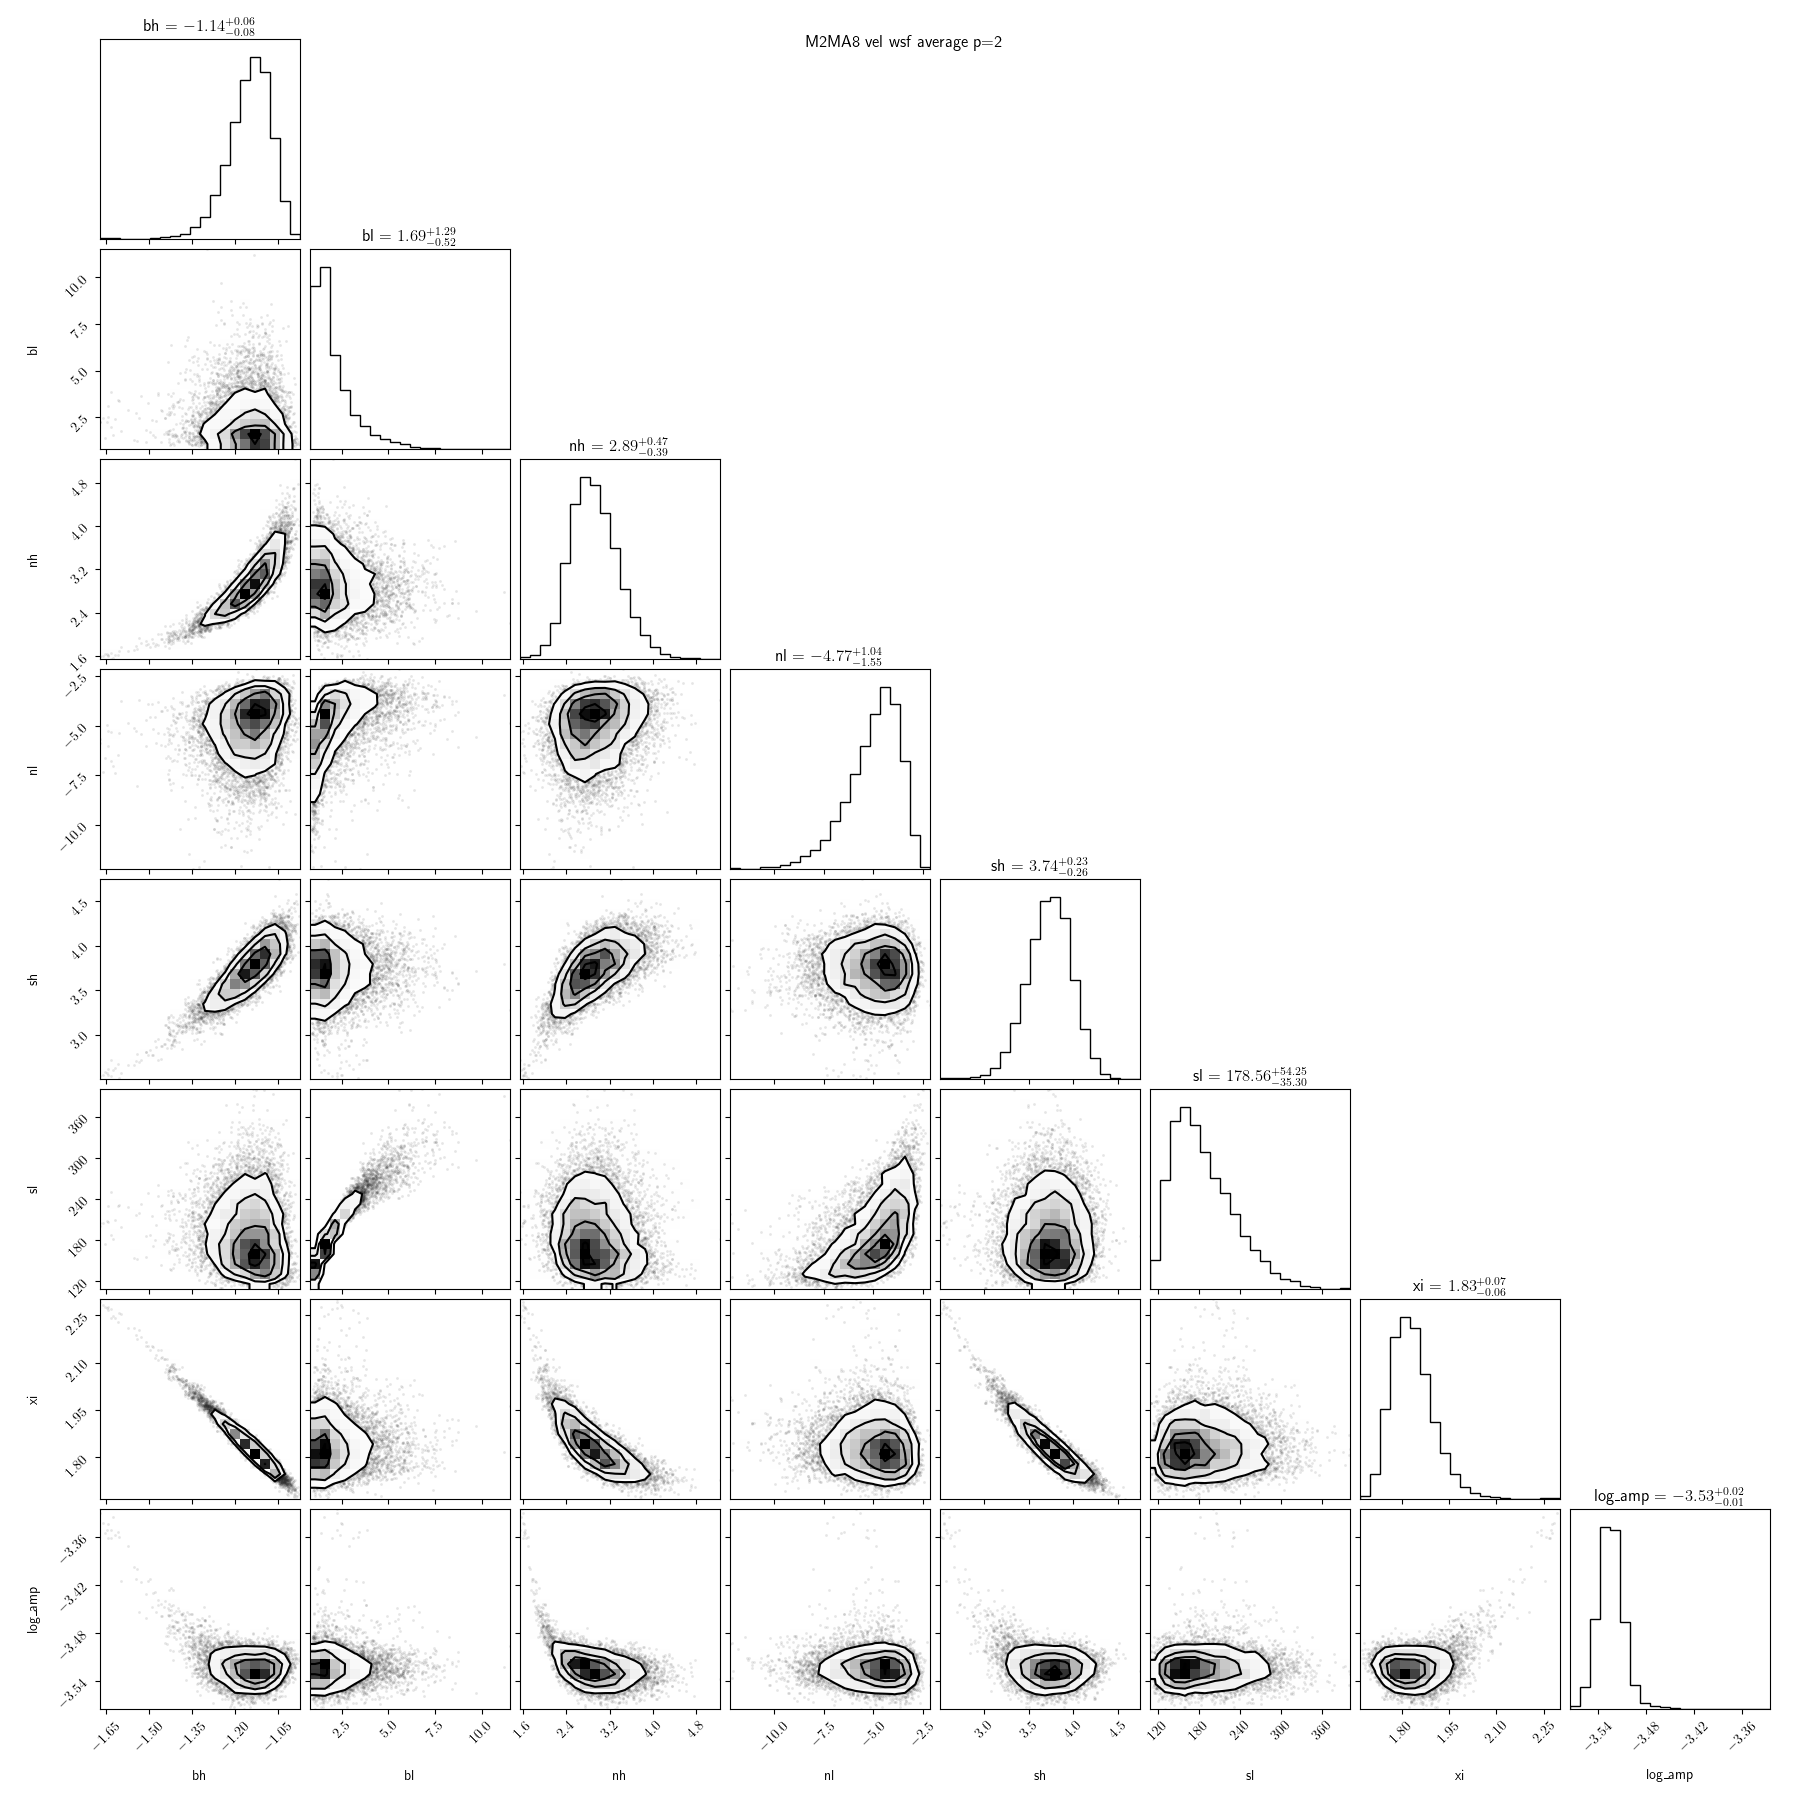 M2MA8 vel wsf average p=2
bh = −1.14+0.06 −0.08
bl = 1.69+1.29 −0.52
10.0
7.5
5.0
2.5
bl
nh = 2.89+0.47 −0.39
4.8
4.0
3.2
2.4
1.6
nh
nl = −4.77+1.04 −1.55
−2.5
−5.0
−7.5
−10.0
nl
sh = 3.74+0.23 −0.26
4.5
4.0
3.5
3.0
sh
sl = 178.56+54.25 −35.30
360
300
240
180
120
sl
xi = 1.83+0.07 −0.06
2.25
2.10
1.95
1.80
xi
log_amp = −3.53+0.02 −0.01
−3.36
−3.42
−3.48
−3.54
log_amp
−1.65 −1.50 −1.35 −1.20 −1.05 2.5 5.0 7.5 10.0 1.6 2.4 3.2 4.0 4.8 −10.0 −7.5 −5.0 −2.5 3.0 3.5 4.0 4.5 120 180 240 300 360 1.80 1.95 2.10 2.25 −3.54 −3.48 −3.42 −3.36
bh bl nh nl sh sl xi log_amp